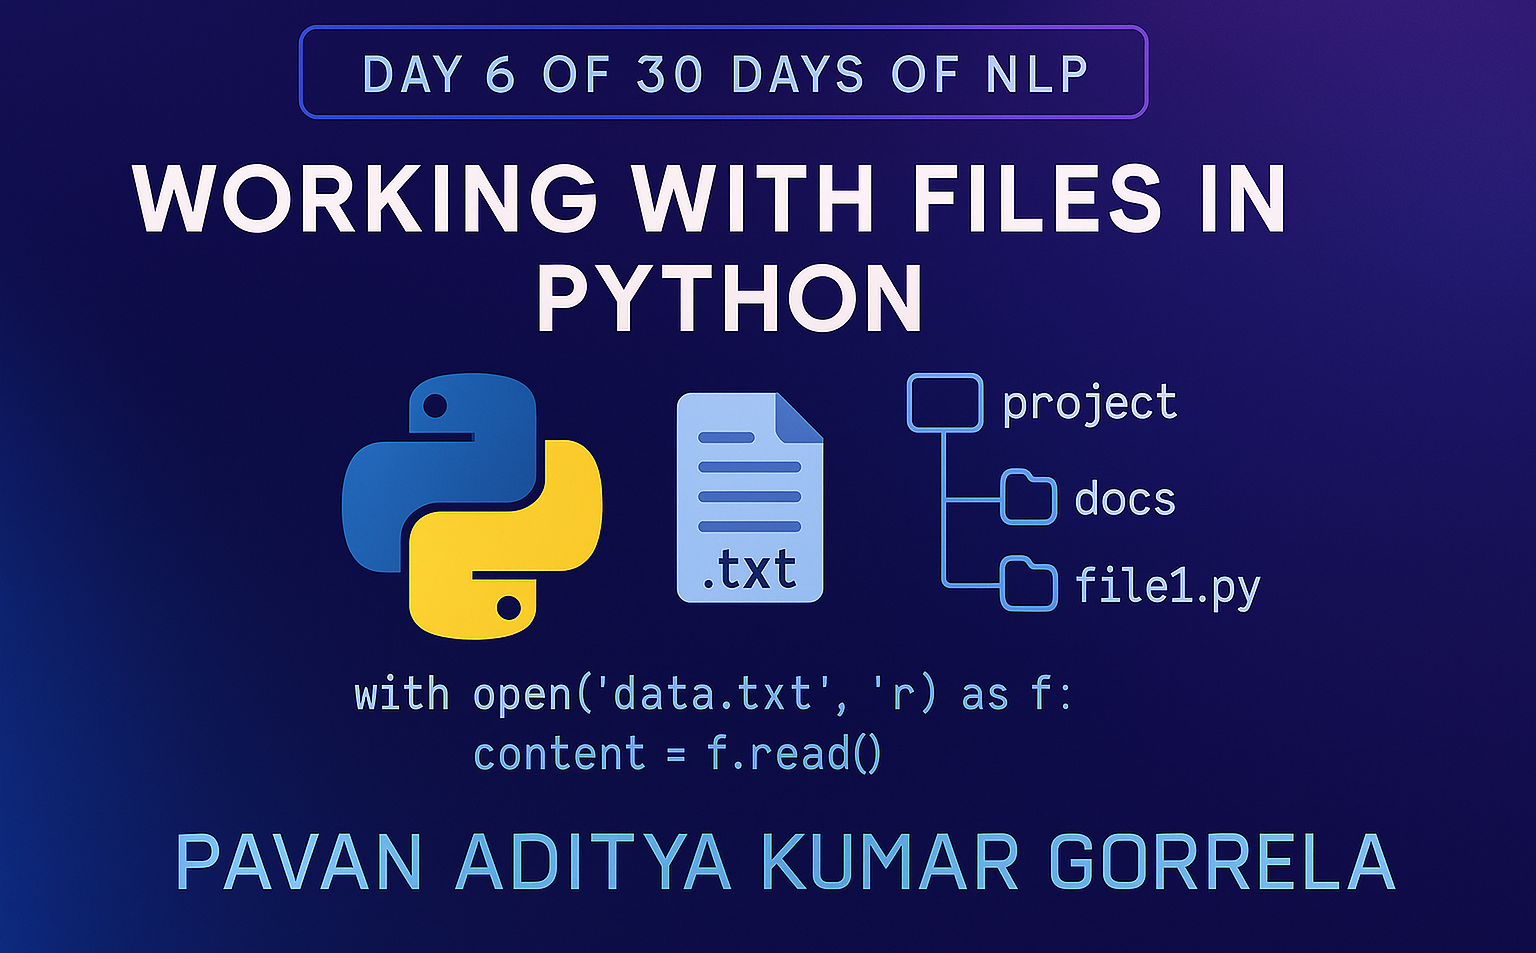 DAY 6 OF 30 DAYS OF NLP
WORKING WITH FILES IN
PYTHON
.txt
project
docs
file1.py
with open('data.txt', 'r) as f:
content = f.read()
PAVAN ADITYA KUMAR GORRELA